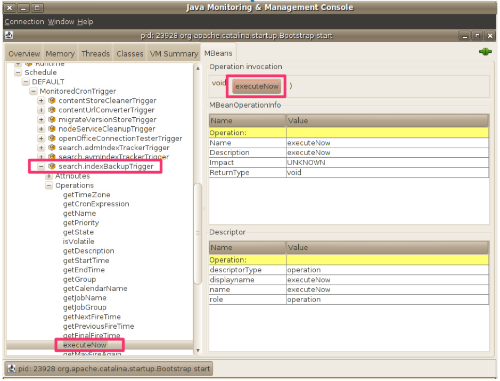 Java Monitoring & Management Console
Connection Window Help
pid: 23928 org.apache.catalina.startup.Bootstrap start
Overview Memory Threads Classes VM Summary MBeans
Runtime
Schedule
DEFAULT
MonitoredCronTrigger
contentStoreCleanerTrigger
contentUrlConverterTrigger
migrateVersionStoreTrigger
nodeServiceCleanupTrigger
openOfficeConnectionTesterTrigger
search.admIndexTrackerTrigger
search.avmIndexTrackerTrigger
search.indexBackupTrigger
Attributes
Operations
getTimeZone
getCronExpression
getName
getPriority
getState
isVolatile
getDescription
getStartTime
getEndTime
getGroup
getCalendarName
getJobName
getJobGroup
getNextFireTime
getPreviousFireTime
getFinalFireTime
executeNow
getMayFireAgain
Operation invocation
void executeNow )
MBeanOperationInfo
Name Value
Operation:
Name executeNow
Description executeNow
Impact UNKNOWN
ReturnType void
Descriptor
Name Value
Operation:
descriptorType operation
displayname executeNow
name executeNow
role operation
pid: 23928 org.apache.catalina.startup.Bootstrap start